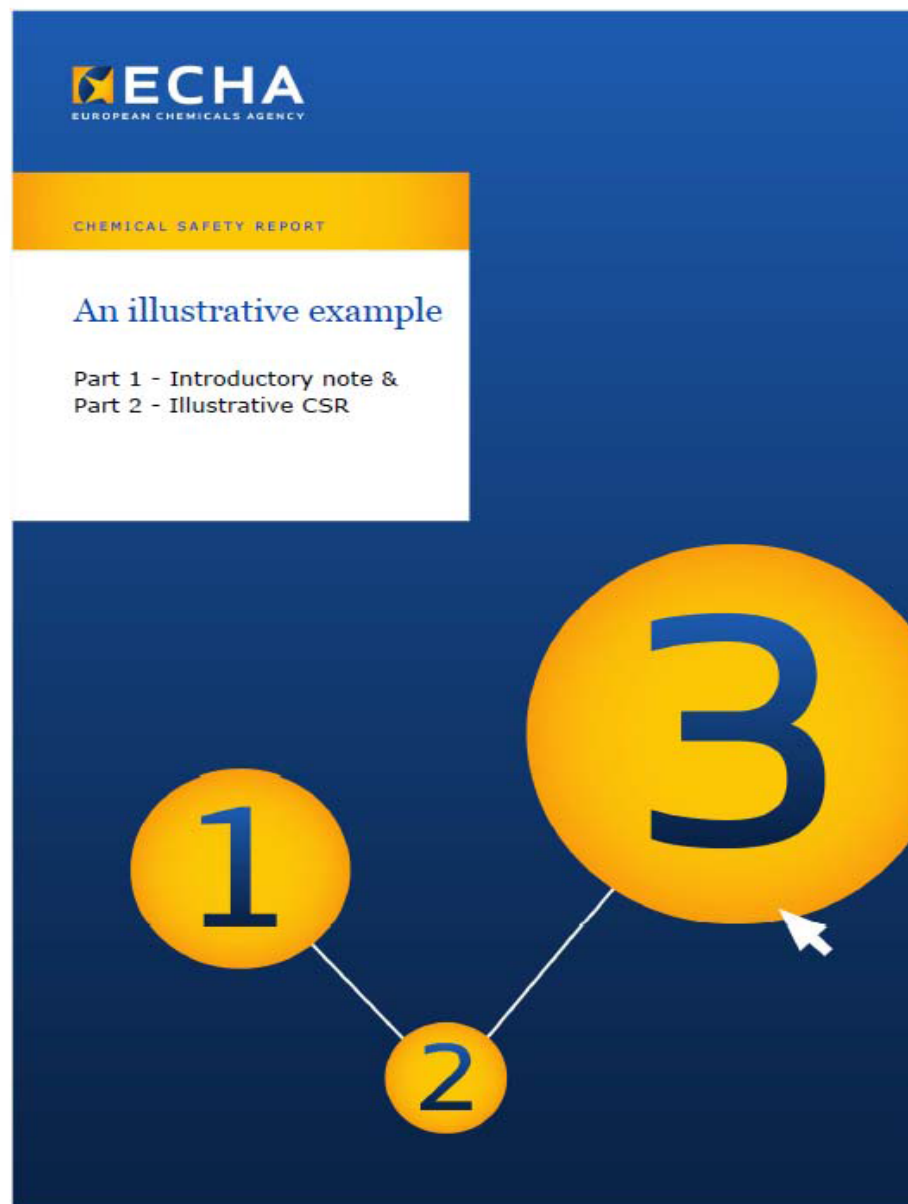 ECHA
EUROPEAN CHEMICALS AGENCY
CHEMICAL SAFETY REPORT
An illustrative example
Part 1 - Introductory note &
Part 2 - Illustrative CSR
3
1
2